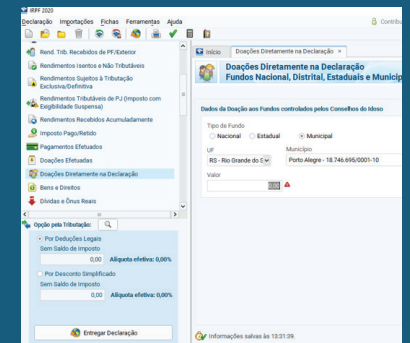 IRPF 2020
Declaração Importações Fichas Ferramentas Ajuda
Início Doações Diretamente na Declaração ×
Doações Diretamente na Declaração
Fundos Nacional, Distrital, Estaduais e Municip
Rend. Trib. Recebidos de PF/Exterior
Rendimentos Isentos e Não Tributáveis
Rendimentos Sujeitos à Tributação
Exclusiva/Definitiva
Rendimentos Tributáveis de PJ (Imposto com
Exigibilidade Suspensa)
Rendimentos Recebidos Acumuladamente
Imposto Pago/Retido
Pagamentos Efetuados
Doações Efetuadas
Doações Diretamente na Declaração
Bens e Direitos
Dívidas e Ônus Reais
Opção pela Tributação:
Por Deduções Legais
Sem Saldo de Imposto
0,00 Alíquota efetiva: 0,00%
Por Desconto Simplificado
Sem Saldo de Imposto
0,00 Alíquota efetiva: 0,00%
Entregar Declaração
Dados da Doação aos Fundos controlados pelos Conselhos do Idoso
Tipo de Fundo
Nacional Estadual Municipal
UF Município
RS - Rio Grande do S Porto Alegre - 18.746.695/0001-10
Valor
0,00
Informações salvas às 13:31:39.